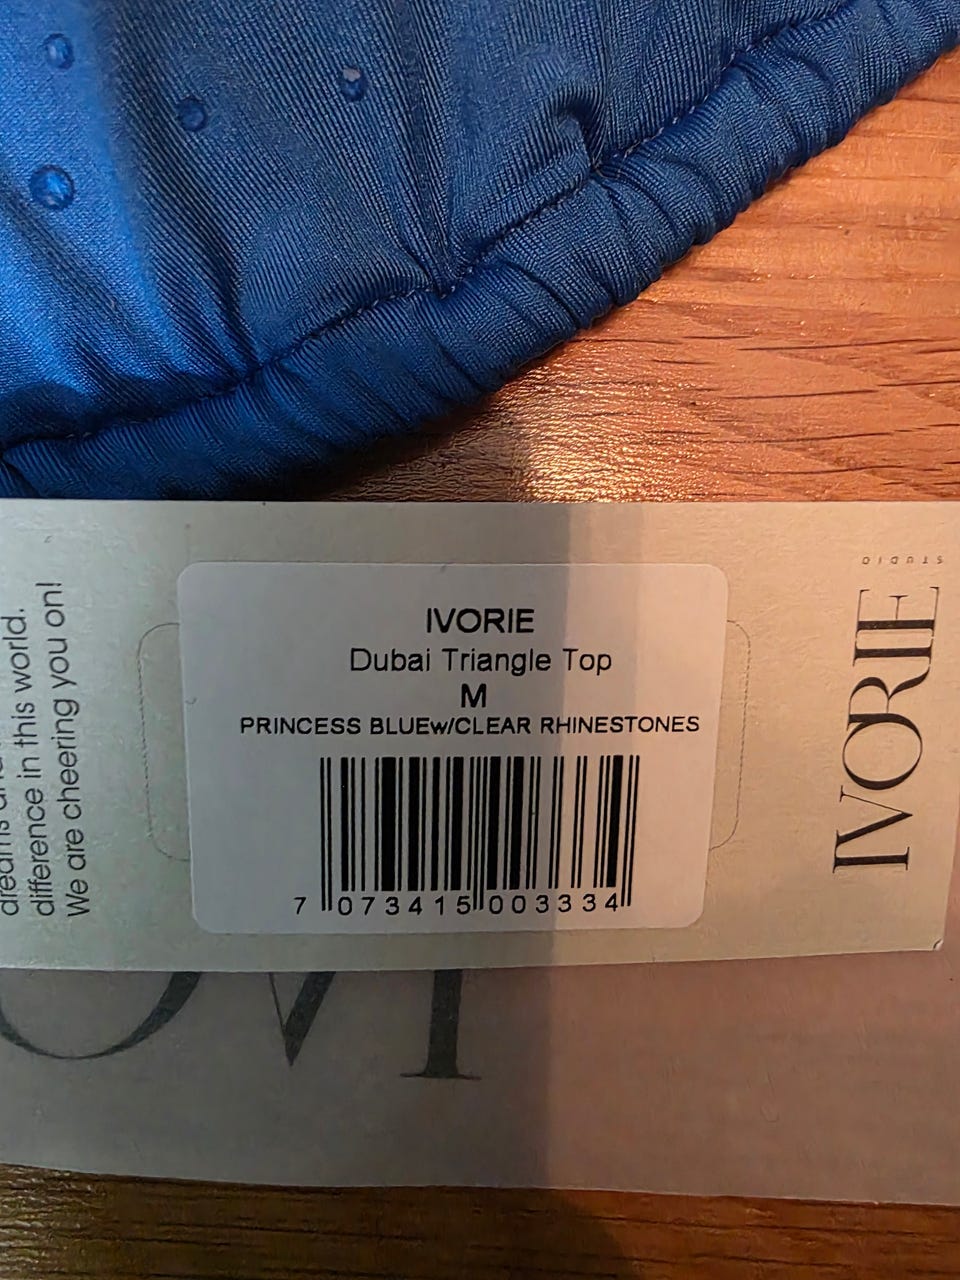 IVORIE
Dubai Triangle Top
M
PRINCESS BLUEw/CLEAR RHINESTONES
7 073415 003334
difference in this world.
We are cheering you on!
IVORIE
STUDIO